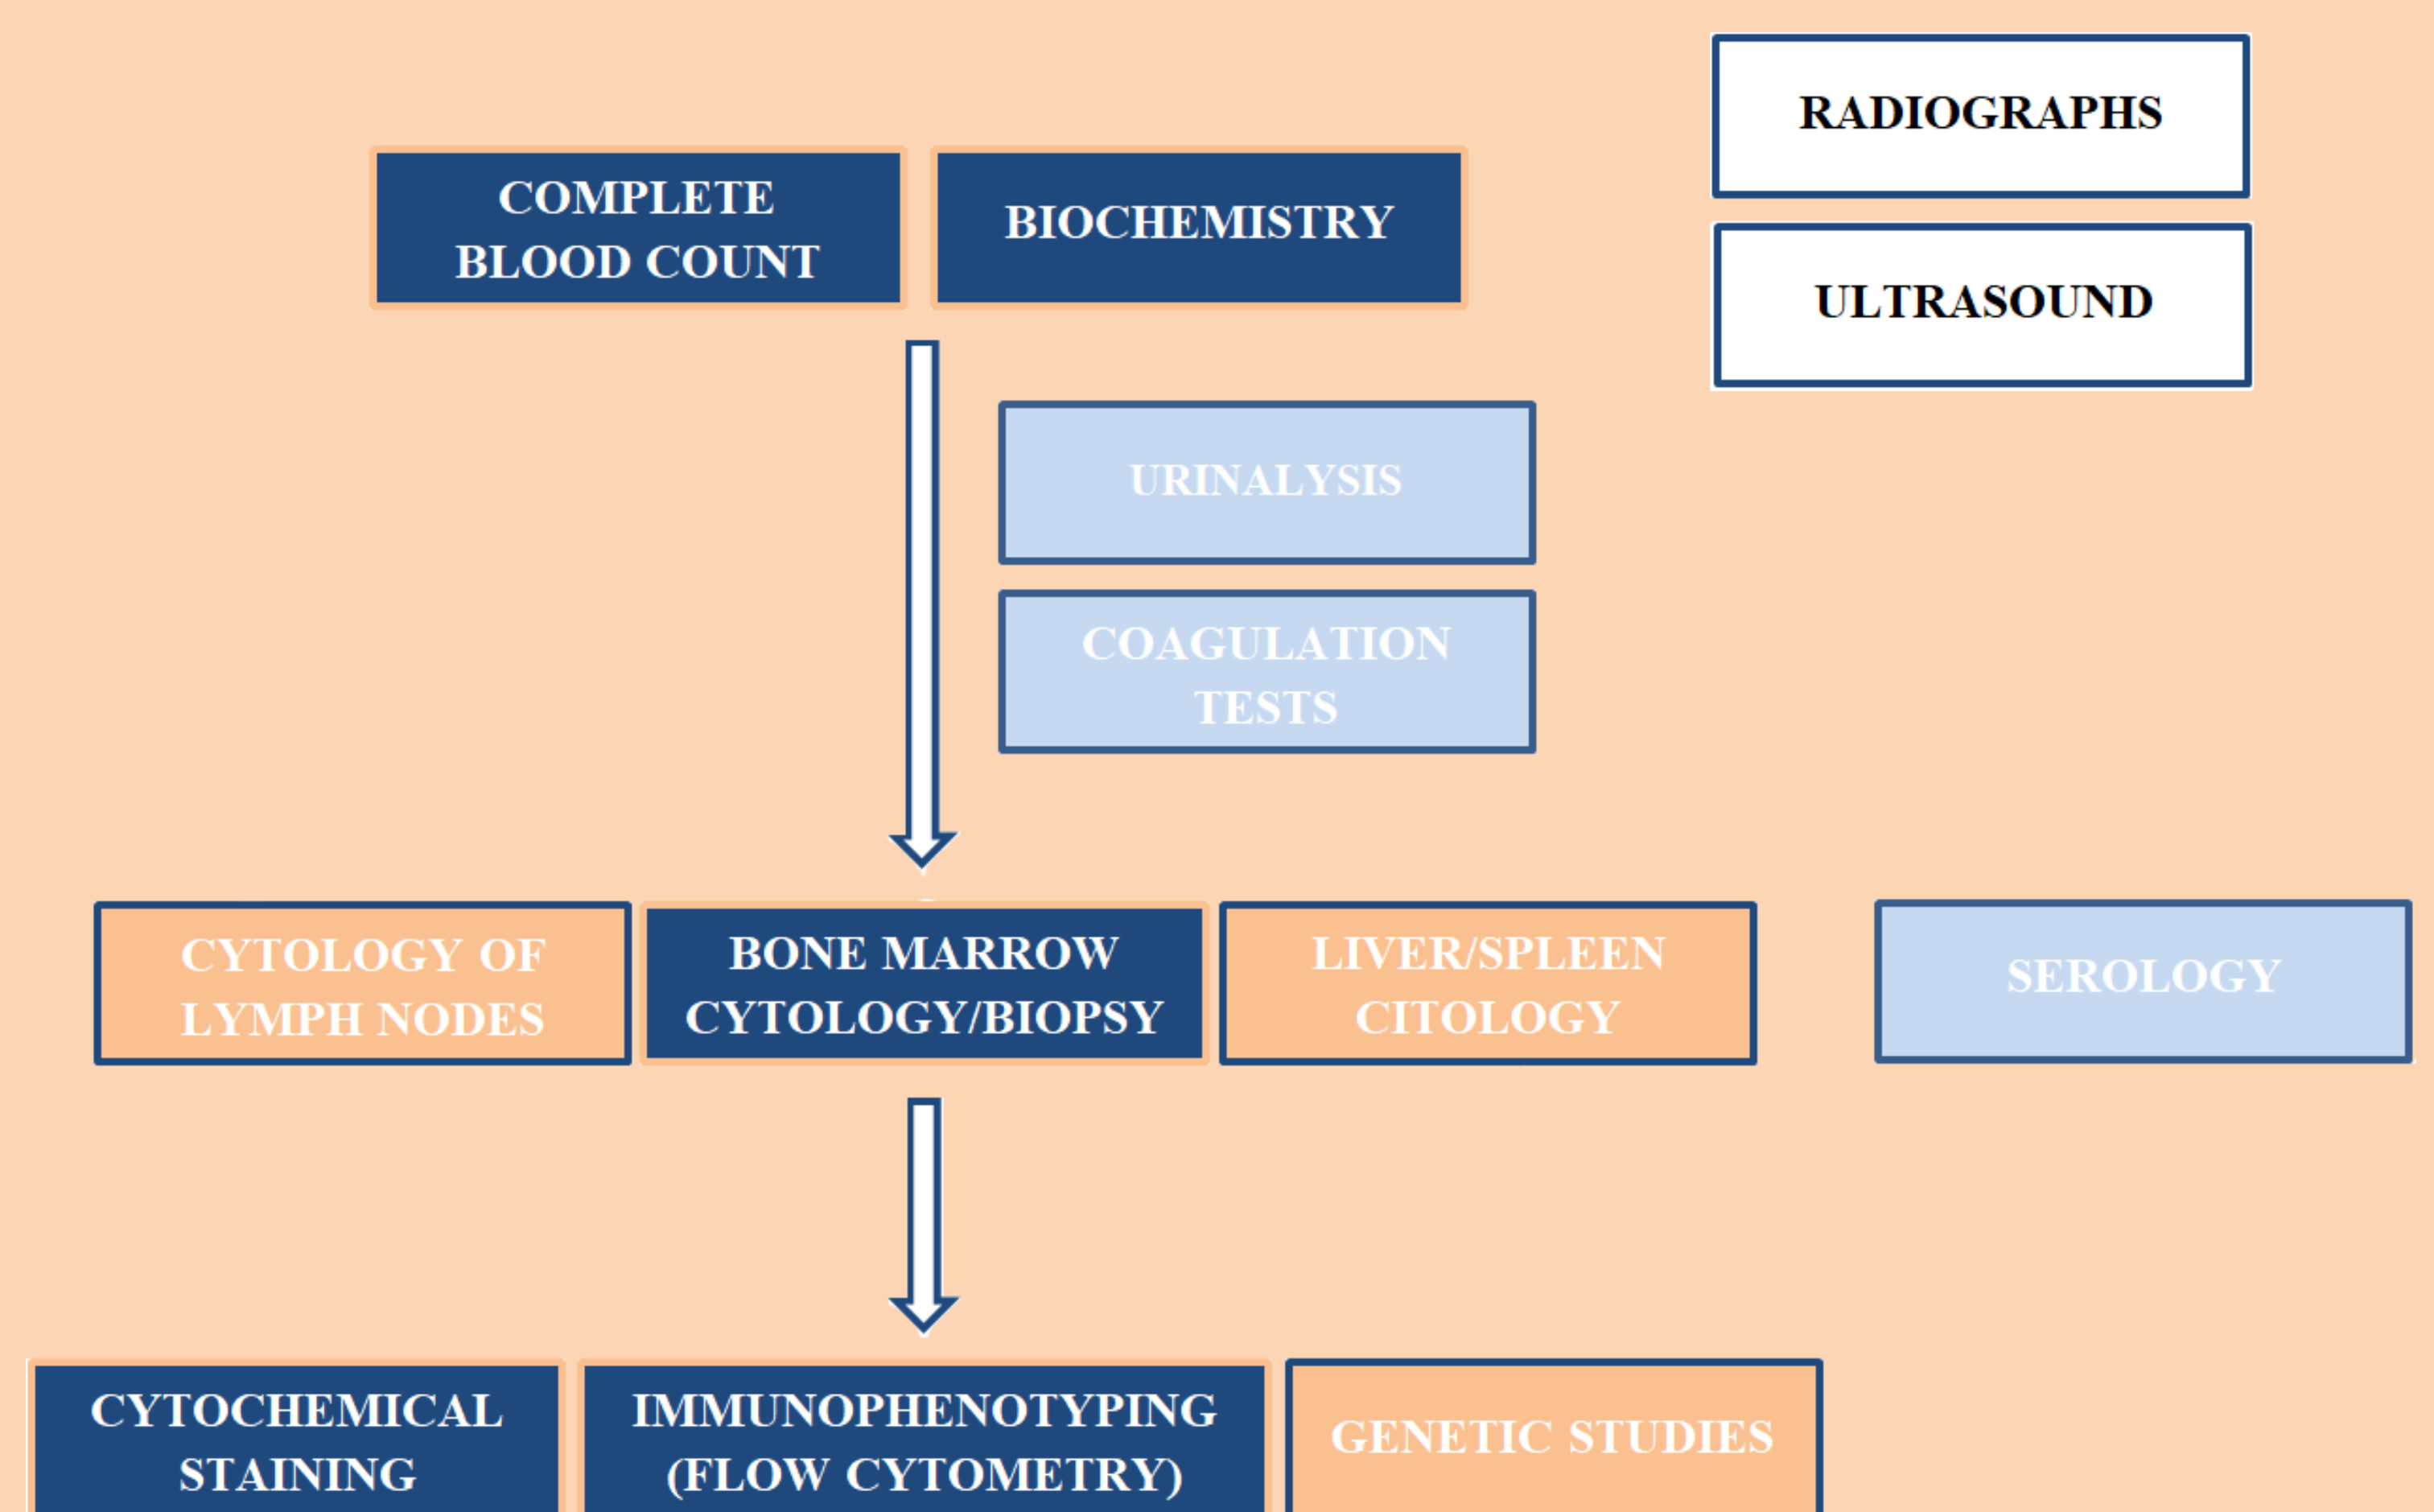 RADIOGRAPHS
COMPLETE
BLOOD COUNT
BIOCHEMISTRY
ULTRASOUND
URINALYSIS
COAGULATION
TESTS
CYTOLOGY OF
LYMPH NODES
BONE MARROW
CYTOLOGY/BIOPSY
LIVER/SPLEEN
CITOLOGY
SEROLOGY
CYTOCHEMICAL
STAINING
IMMUNOPHENOTYPING
(FLOW CYTOMETRY)
GENETIC STUDIES